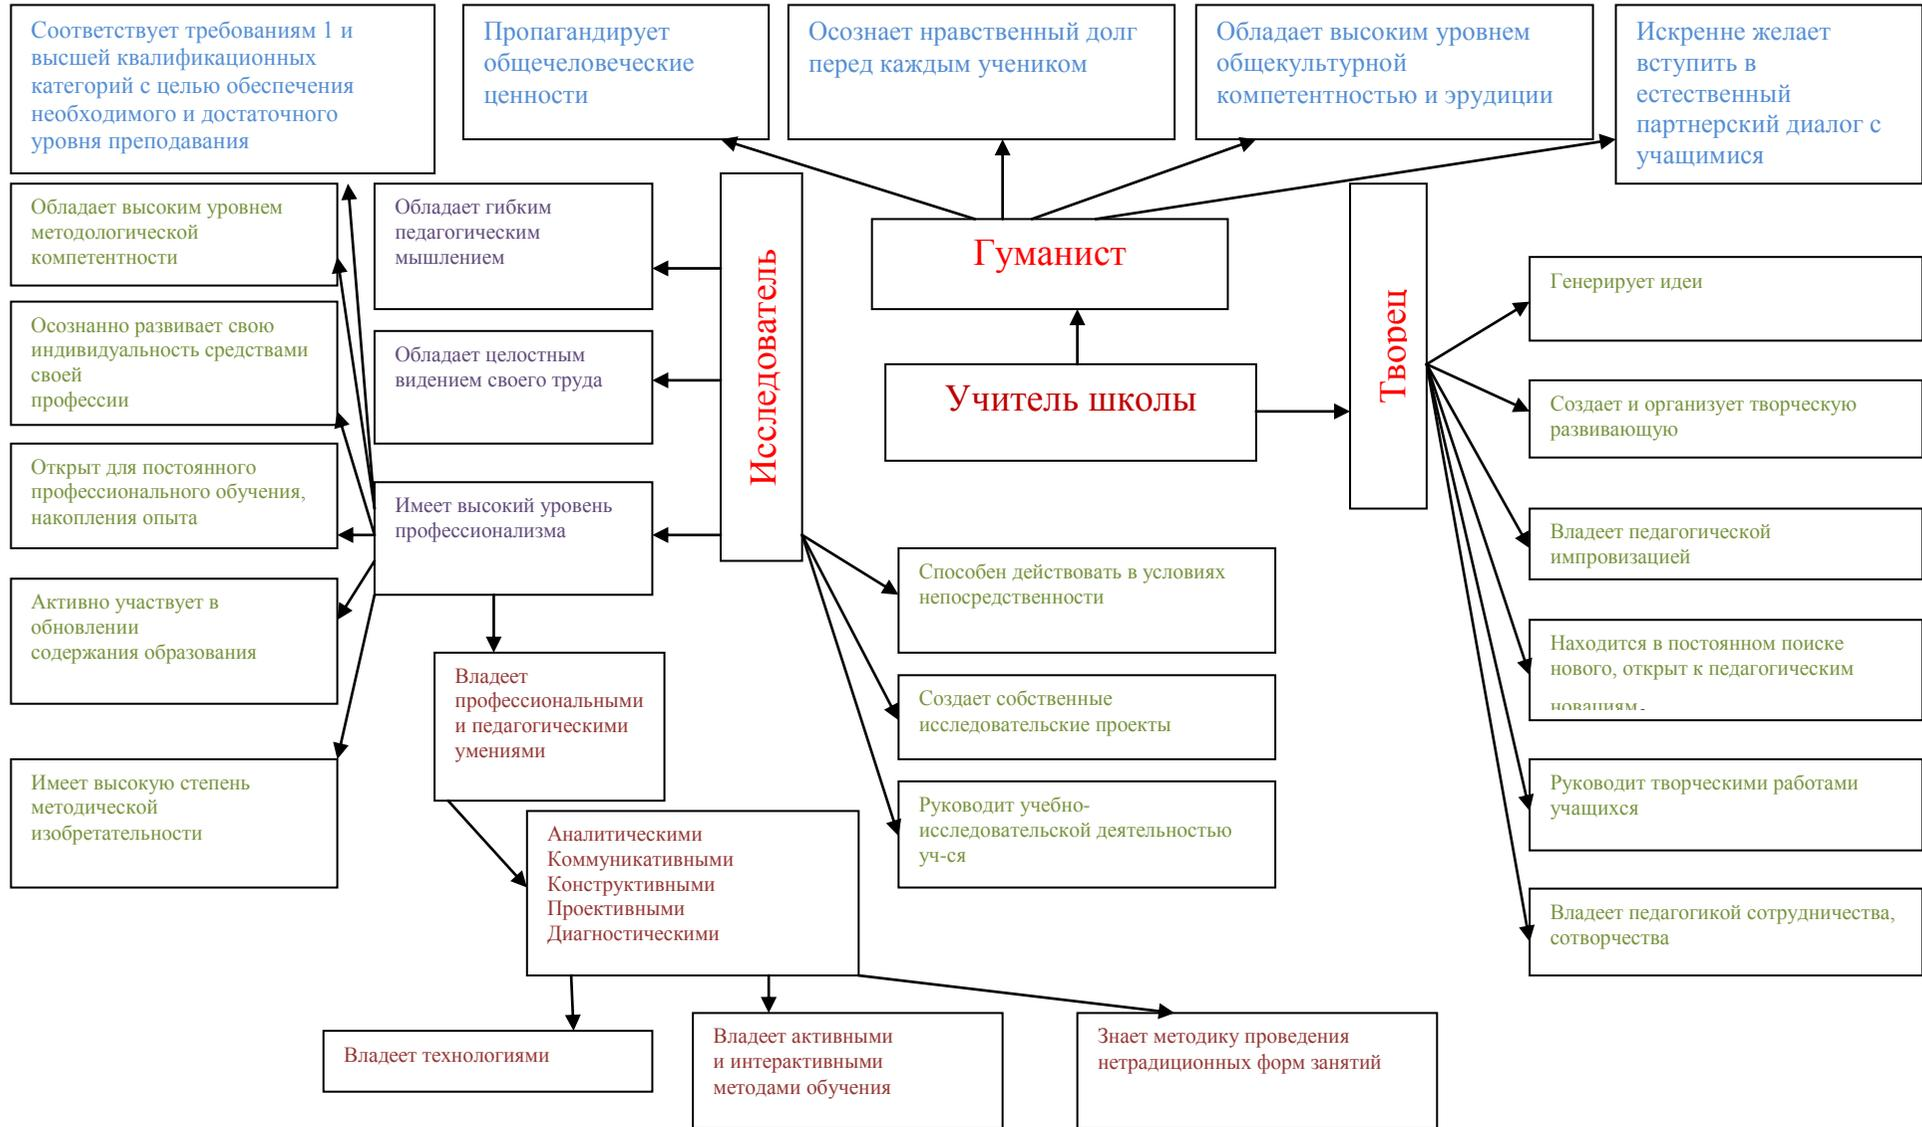 Соответствует требованиям 1 и
высшей квалификационных
категорий с целью обеспечения
необходимого и достаточного
уровня преподавания
Пропагандирует
общечеловеческие
ценности
Осознает нравственный долг
перед каждым учеником
Обладает высоким уровнем
общекультурной
компетентностью и эрудиции
Искренне желает
вступить в
естественный
партнерский диалог с
учащимися
Обладает высоким уровнем
методологической
компетентности
Осознанно развивает свою
индивидуальность средствами
своей
профессии
Открыт для постоянного
профессионального обучения,
накопления опыта
Активно участвует в
обновлении
содержания образования
Имеет высокую степень
методической
изобретательности
Обладает гибким
педагогическим
мышлением
Обладает целостным
видением своего труда
Имеет высокий уровень
профессионализма
Исследователь
Гуманист
Учитель школы
Творец
Генерирует идеи
Создает и организует творческую
развивающую
Владеет педагогической
импровизацией
Находится в постоянном поиске
нового, открыт к педагогическим
новациям.
Руководит творческими работами
учащихся
Владеет педагогикой сотрудничества,
сотворчества
Способен действовать в условиях
непосредственности
Создает собственные
исследовательские проекты
Руководит учебно-
исследовательской деятельностью
уч-ся
Владеет
профессиональными
и педагогическими
умениями
Аналитическими
Коммуникативными
Конструктивными
Проективными
Диагностическими
Владеет технологиями
Владеет активными
и интерактивными
методами обучения
Знает методику проведения
нетрадиционных форм занятий